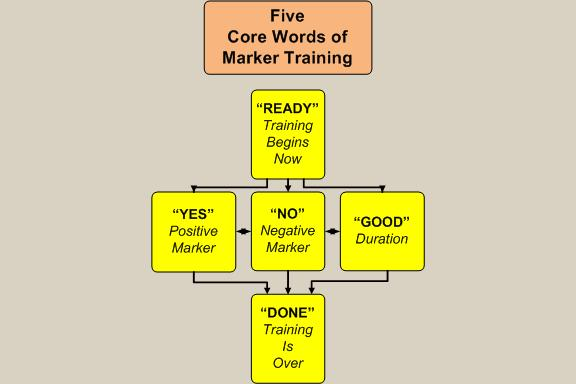 Five
Core Words of
Marker Training
“READY”
Training
Begins
Now
“YES”
Positive
Marker
“NO”
Negative
Marker
“GOOD”
Duration
“DONE”
Training
Is
Over